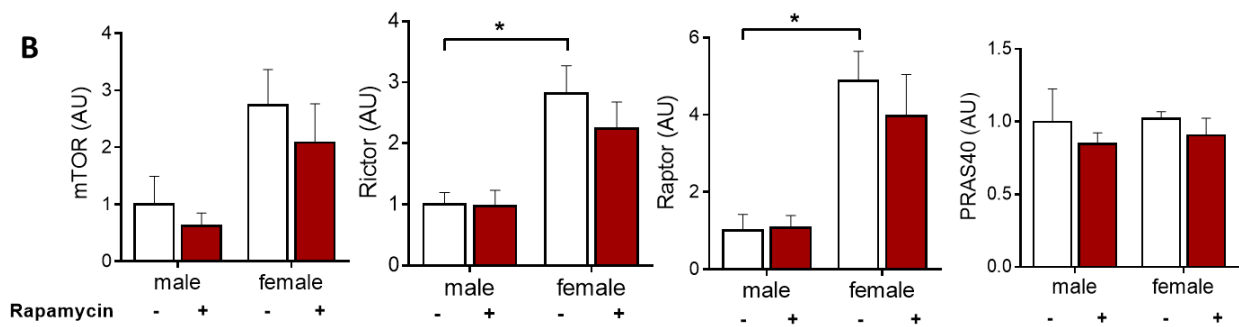 B
mTOR (AU)
4
3
2
1
0
male female
Rapamycin - + - +
*
Rictor (AU)
4
3
2
1
0
male female
- + - +
*
Raptor (AU)
6
4
2
0
male female
- + - +
PRAS40 (AU)
1.5
1.0
0.5
0.0
male female
- + - +